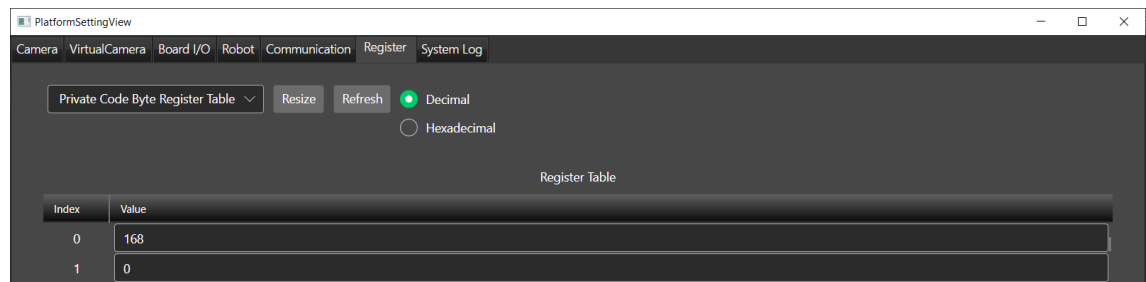 PlatformSettingView
Camera VirtualCamera Board I/O Robot Communication Register System Log
Private Code Byte Register Table Resize Refresh Decimal
Hexadecimal
Register Table
Index Value
0 168
1 0